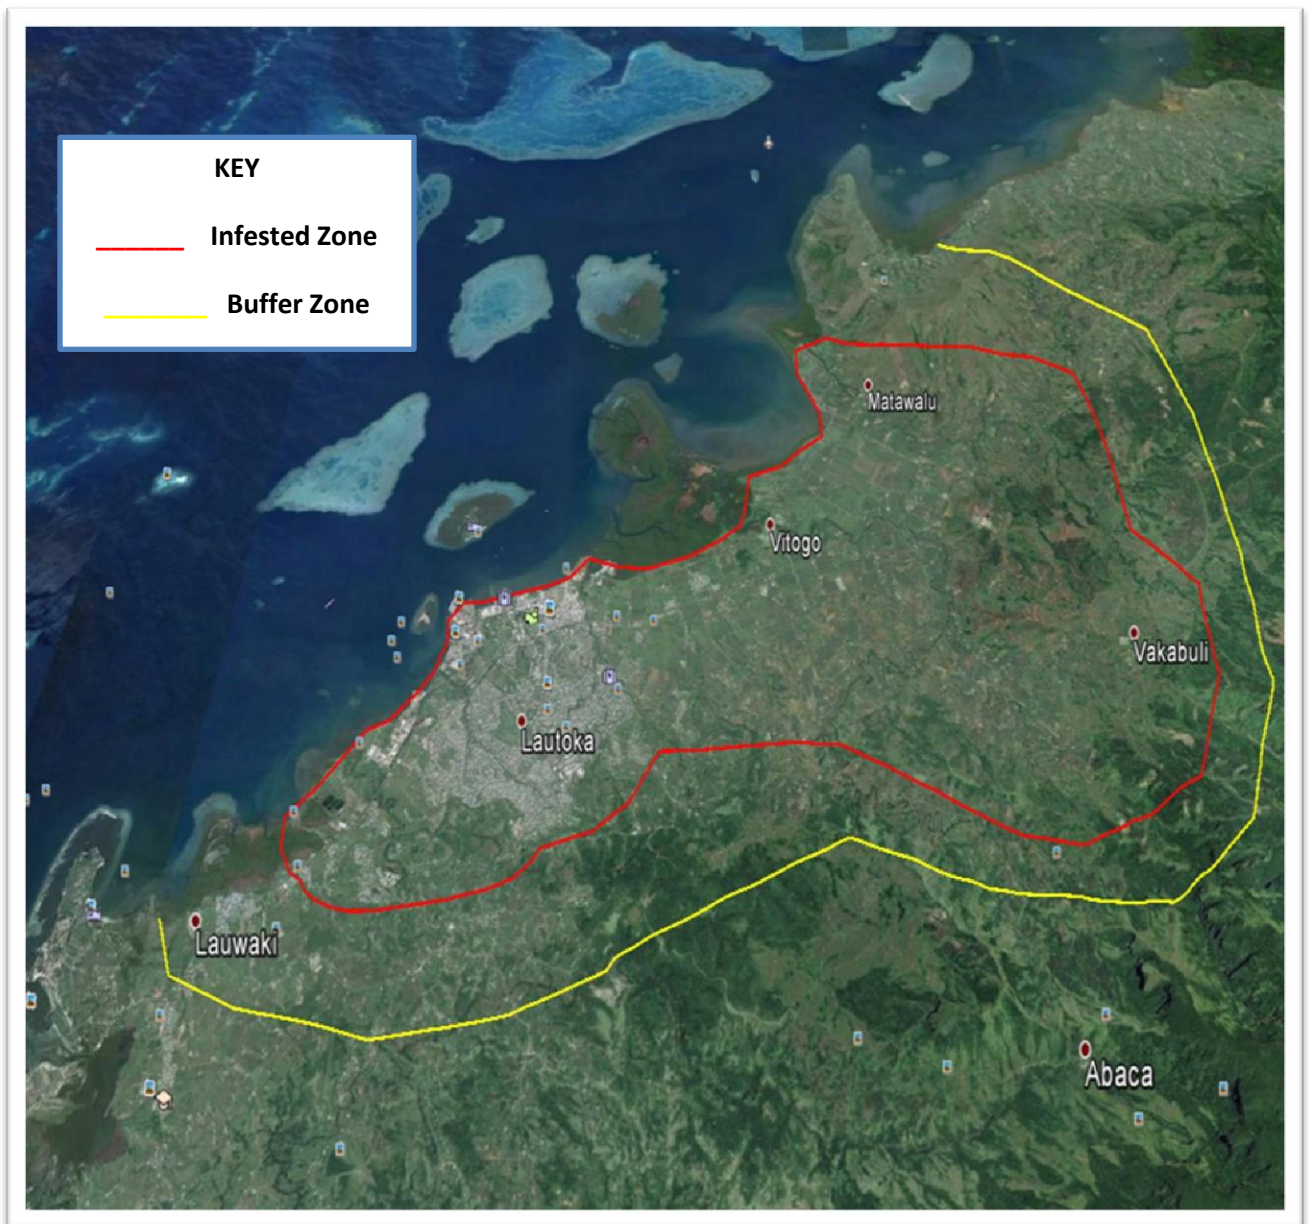 KEY
Infested Zone
Buffer Zone
Matawalu
Vitogo
Vakabuli
Lautoka
Lauwaki
Abaca